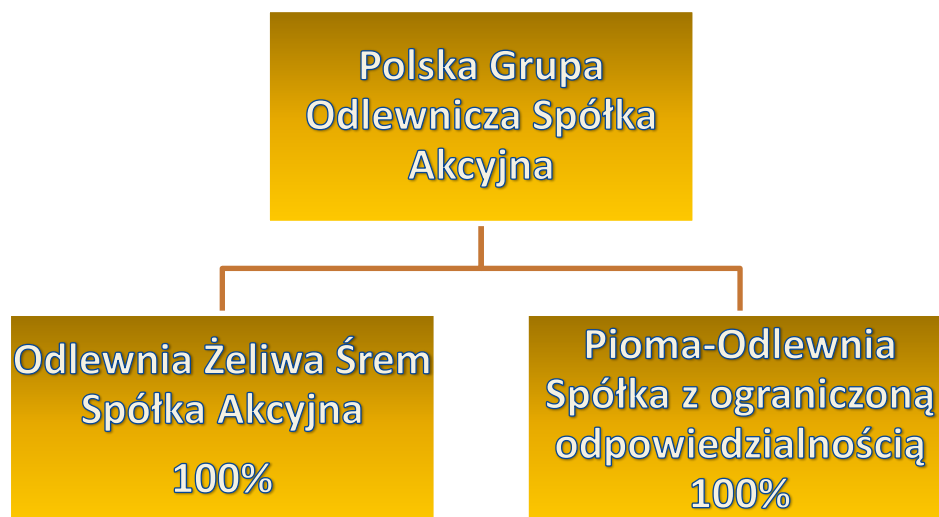 Polska Grupa
Odlewnicza Spółka
Akcyjna
Odlewnia Żeliwa Śrem
Spółka Akcyjna
100%
Pioma-Odlewnia
Spółka z ograniczoną
odpowiedzialnością
100%